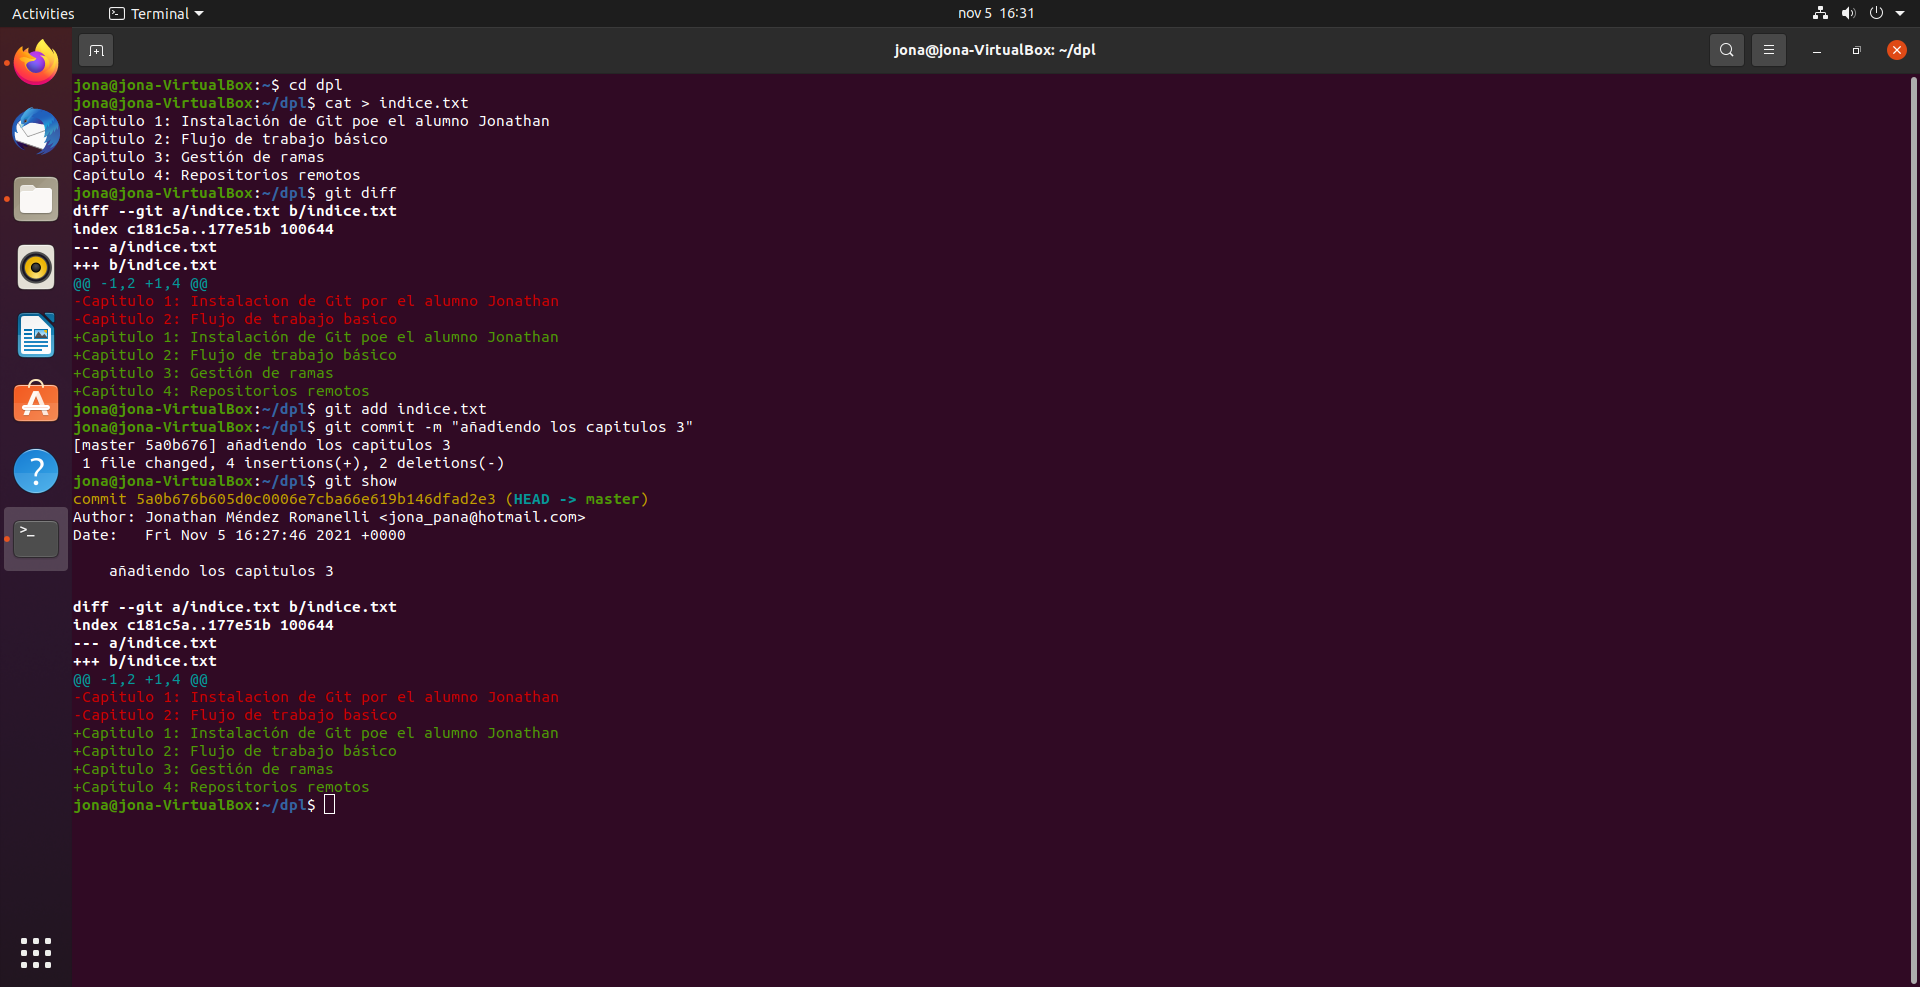 Activities
Terminal
nov 5 16:31
jona@jona-VirtualBox: ~/dpl
jona@jona-VirtualBox:~$ cd dpl
jona@jona-VirtualBox:~/dpl$ cat > indice.txt
Capitulo 1: Instalación de Git poe el alumno Jonathan
Capitulo 2: Flujo de trabajo básico
Capitulo 3: Gestión de ramas
Capítulo 4: Repositorios remotos
jona@jona-VirtualBox:~/dpl$ git diff
diff --git a/indice.txt b/indice.txt
index c181c5a..177e51b 100644
--- a/indice.txt
+++ b/indice.txt
@@ -1,2 +1,4 @@
-Capitulo 1: Instalacion de Git por el alumno Jonathan
-Capitulo 2: Flujo de trabajo basico
+Capitulo 1: Instalación de Git poe el alumno Jonathan
+Capitulo 2: Flujo de trabajo básico
+Capitulo 3: Gestión de ramas
+Capítulo 4: Repositorios remotos
jona@jona-VirtualBox:~/dpl$ git add indice.txt
jona@jona-VirtualBox:~/dpl$ git commit -m "añadiendo los capitulos 3"
[master 5a0b676] añadiendo los capitulos 3
 1 file changed, 4 insertions(+), 2 deletions(-)
jona@jona-VirtualBox:~/dpl$ git show
commit 5a0b676b605d0c0006e7cba66e619b146dfad2e3 (HEAD -> master)
Author: Jonathan Méndez Romanelli <jona_pana@hotmail.com>
Date:   Fri Nov 5 16:27:46 2021 +0000
    añadiendo los capitulos 3
diff --git a/indice.txt b/indice.txt
index c181c5a..177e51b 100644
--- a/indice.txt
+++ b/indice.txt
@@ -1,2 +1,4 @@
-Capitulo 1: Instalacion de Git por el alumno Jonathan
-Capitulo 2: Flujo de trabajo basico
+Capitulo 1: Instalación de Git poe el alumno Jonathan
+Capitulo 2: Flujo de trabajo básico
+Capitulo 3: Gestión de ramas
+Capítulo 4: Repositorios remotos
jona@jona-VirtualBox:~/dpl$